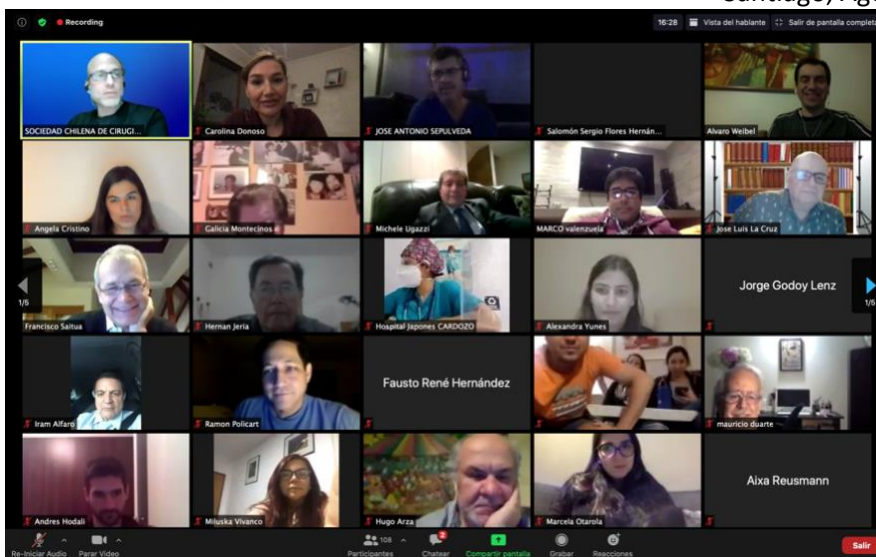 Recording
16:28 Vista del hablante Salir de pantalla complet
SOCIEDAD CHILENA DE CIRUGI...
Carolina Donoso
JOSE ANTONIO SEPULVEDA
Salomón Sergio Flores Hernán...
Alvaro Weibel
Angela Cristino
Galicia Montecinos
Michele Ugazzi
MARCO valenzuela
Jose Luis La Cruz
1/5
Francisco Saitua
Hernan Jeria
Hospital Japones CARDOZO
Alexandra Yunes
Jorge Godoy Lenz
1/5
Iram Alfaro
Ramon Policart
Fausto René Hernández
mauricio duarte
Andres Hodali
Miluska Vivanco
Hugo Arza
Marcela Otarola
Aixa Reusmann
Re-Iniciar Audio
Parar Video
108
Participantes
2
Chatear
Compartir pantalla
Grabar
Reacciones
Salir